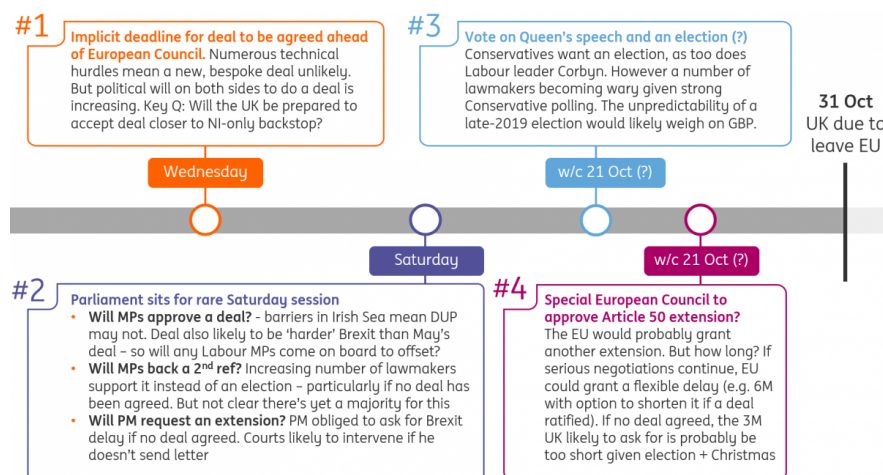 #1
Implicit deadline for deal to be agreed ahead
of European Council. Numerous technical
hurdles mean a new, bespoke deal unlikely.
But political will on both sides to do a deal is
increasing. Key Q: Will the UK be prepared to
accept deal closer to NI-only backstop?
Wednesday
#3
Vote on Queen's speech and an election (?)
Conservatives want an election, as too does
Labour leader Corbyn. However a number of
lawmakers becoming wary given strong
Conservative polling. The unpredictability of a
late-2019 election would likely weigh on GBP.
w/c 21 Oct (?)
31 Oct
UK due to
leave EU
Saturday
#2
Parliament sits for rare Saturday session
• Will MPs approve a deal? - barriers in Irish Sea mean DUP
may not. Deal also likely to be ‘harder’ Brexit than May’s
deal – so will any Labour MPs come on board to offset?
• Will MPs back a 2nd ref? Increasing number of lawmakers
support it instead of an election – particularly if no deal has
been agreed. But not clear there’s yet a majority for this
• Will PM request an extension? PM obliged to ask for Brexit
delay if no deal agreed. Courts likely to intervene if he
doesn’t send letter
w/c 21 Oct (?)
#4
Special European Council to
approve Article 50 extension?
The EU would probably grant
another extension. But how long? If
serious negotiations continue, EU
could grant a flexible delay (e.g. 6M
with option to shorten it if a deal
ratified). If no deal agreed, the 3M
UK likely to ask for is probably be
too short given election + Christmas